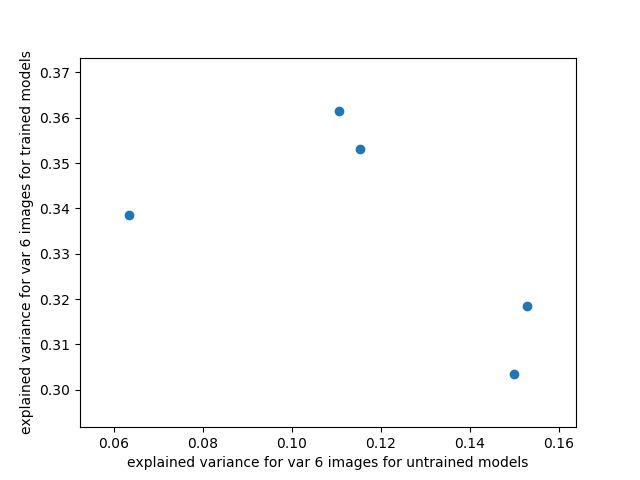 0.37
0.36
0.35
0.34
0.33
0.32
0.31
0.30
explained variance for var 6 images for trained models
0.06 0.08 0.10 0.12 0.14 0.16
explained variance for var 6 images for untrained models